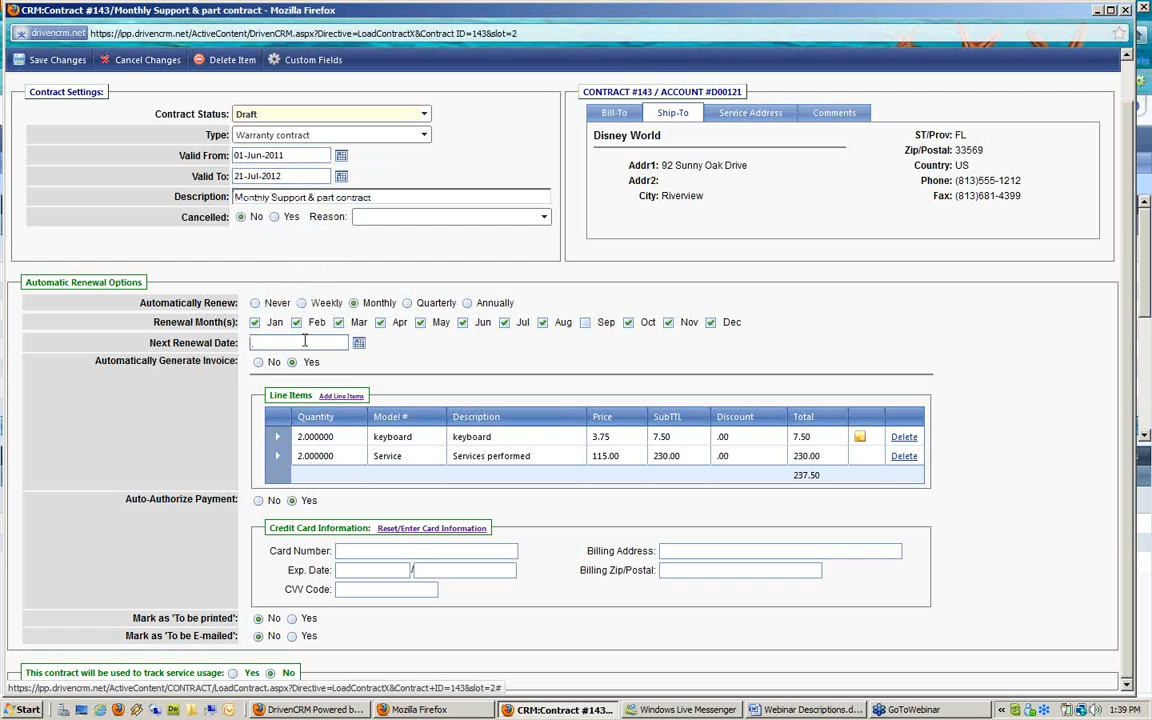 CRM:Contract #143/Monthly Support & part contract - Mozilla Firefox
drivencrm.net https://ipp.drivencrm.net/ActiveContent/DrivenCRM.aspx?Directive=LoadContractX&Contract ID=143&slot=2
Save Changes Cancel Changes Delete Item Custom Fields
Contract Settings:
Contract Status: Draft
Type: Warranty contract
Valid From: 01-Jun-2011
Valid To: 21-Jul-2012
Description: Monthly Support & part contract
Cancelled: No Yes Reason:
CONTRACT #143 / ACCOUNT #D00121
Bill-To Ship-To Service Address Comments
Disney World
Addr1: 92 Sunny Oak Drive
Addr2:
City: Riverview
ST/Prov: FL
Zip/Postal: 33569
Country: US
Phone: (813)555-1212
Fax: (813)681-4399
Automatic Renewal Options
Automatically Renew: Never Weekly Monthly Quarterly Annually
Renewal Month(s): Jan Feb Mar Apr May Jun Jul Aug Sep Oct Nov Dec
Next Renewal Date:
Automatically Generate Invoice: No Yes
Line Items Add Line Items
Quantity Model # Description Price SubTTL Discount Total
2.000000 keyboard keyboard 3.75 7.50 .00 7.50 Delete
2.000000 Service Services performed 115.00 230.00 .00 230.00 Delete
237.50
Auto-Authorize Payment: No Yes
Credit Card Information: Reset/Enter Card Information
Card Number:
Exp. Date: /
CVV Code:
Billing Address:
Billing Zip/Postal:
Mark as 'To be printed': No Yes
Mark as 'To be E-mailed': No Yes
This contract will be used to track service usage: Yes No
https://ipp.drivencrm.net/ActiveContent/CONTRACT/LoadContract.aspx?Directive=LoadContractX&Contract+ID=143&slot=2#
Start DrivenCRM Powered b... Mozilla Firefox CRM:Contract #143... Windows Live Messenger Webinar Descriptions.d... GoToWebinar 1:39 PM